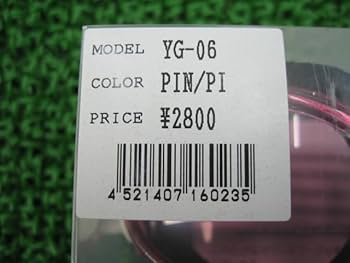 MODEL YG-06
COLOR PIN/PI
PRICE ¥2800
4 521407 160235